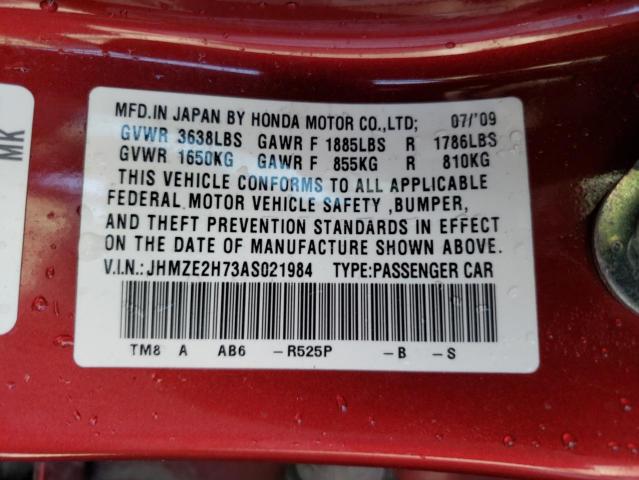 MFD.IN JAPAN BY HONDA MOTOR CO.,LTD; 07/'09
GVWR 3638LBS GAWR F 1885LBS R 1786LBS
GVWR 1650KG GAWR F 855KG R 810KG
THIS VEHICLE CONFORMS TO ALL APPLICABLE
FEDERAL MOTOR VEHICLE SAFETY ,BUMPER,
AND THEFT PREVENTION STANDARDS IN EFFECT
ON THE DATE OF MANUFACTURE SHOWN ABOVE.
V.I.N.: JHMZE2H73AS021984 TYPE:PASSENGER CAR
TM8 A AB6 –R525P –B –S
MK